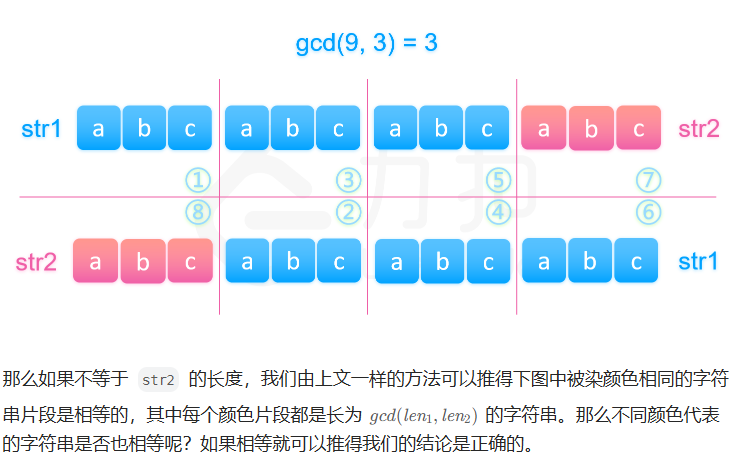 gcd(9, 3) = 3
str1 a b c a b c a b c a b c str2
① ③ ⑤ ⑦
⑧ ② ④ ⑥
str2 a b c a b c a b c a b c str1
力扣
那么如果不等于 str2 的长度，我们由上文一样的方法可以推得下图中被染颜色相同的字符
串片段是相等的，其中每个颜色片段都是长为 gcd(len₁, len₂) 的字符串。那么不同颜色代表
的字符串是否也相等呢？如果相等就可以推得我们的结论是正确的。